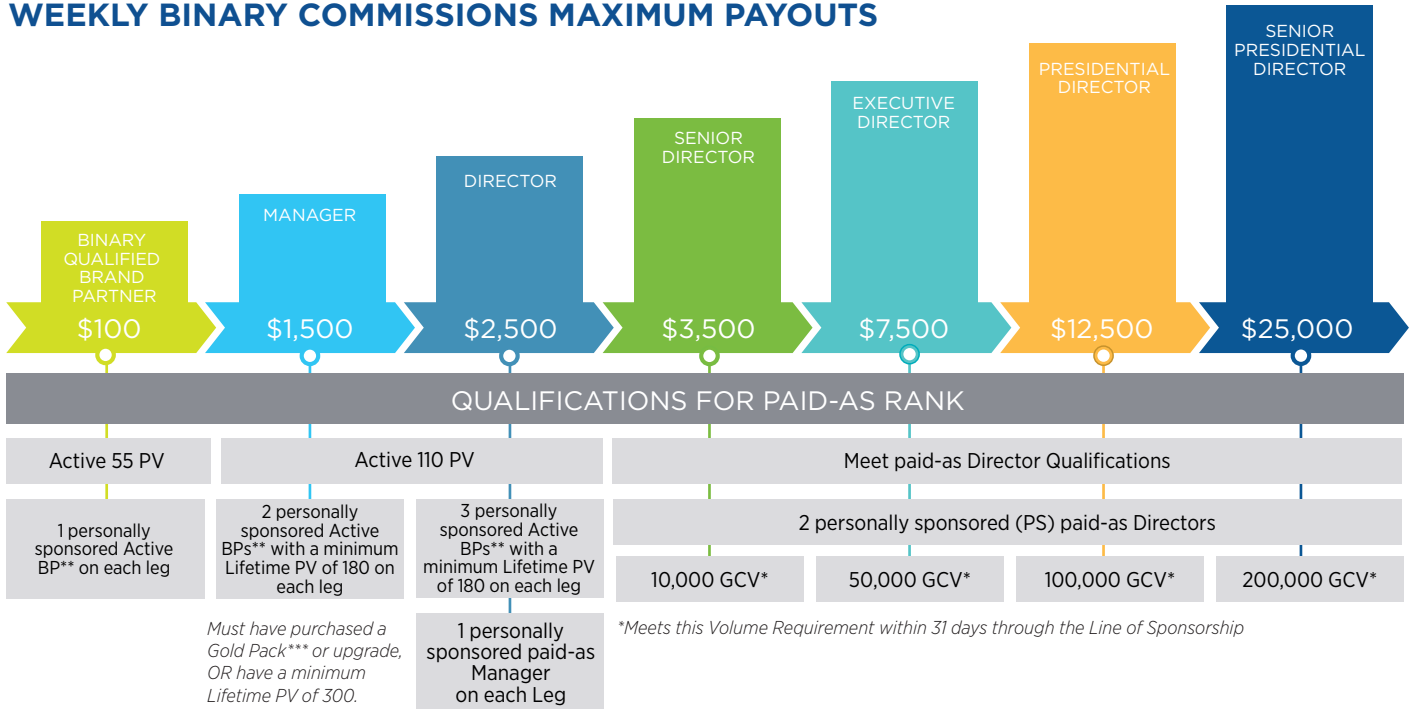 WEEKLY BINARY COMMISSIONS MAXIMUM PAYOUTS
BINARY
QUALIFIED
BRAND
PARTNER
$100
MANAGER
$1,500
DIRECTOR
$2,500
SENIOR
DIRECTOR
$3,500
EXECUTIVE
DIRECTOR
$7,500
PRESIDENTIAL
DIRECTOR
$12,500
SENIOR
PRESIDENTIAL
DIRECTOR
$25,000
QUALIFICATIONS FOR PAID-AS RANK
Active 55 PV
Active 110 PV
Meet paid-as Director Qualifications
1 personally
sponsored Active
BP** on each leg
2 personally
sponsored Active
BPs** with a minimum
Lifetime PV of 180 on
each leg
3 personally
sponsored Active
BPs** with a
minimum Lifetime PV
of 180 on each leg
2 personally sponsored (PS) paid-as Directors
10,000 GCV*
50,000 GCV*
100,000 GCV*
200,000 GCV*
Must have purchased a
Gold Pack*** or upgrade,
OR have a minimum
Lifetime PV of 300.
1 personally
sponsored paid-as
Manager
on each Leg
*Meets this Volume Requirement within 31 days through the Line of Sponsorship